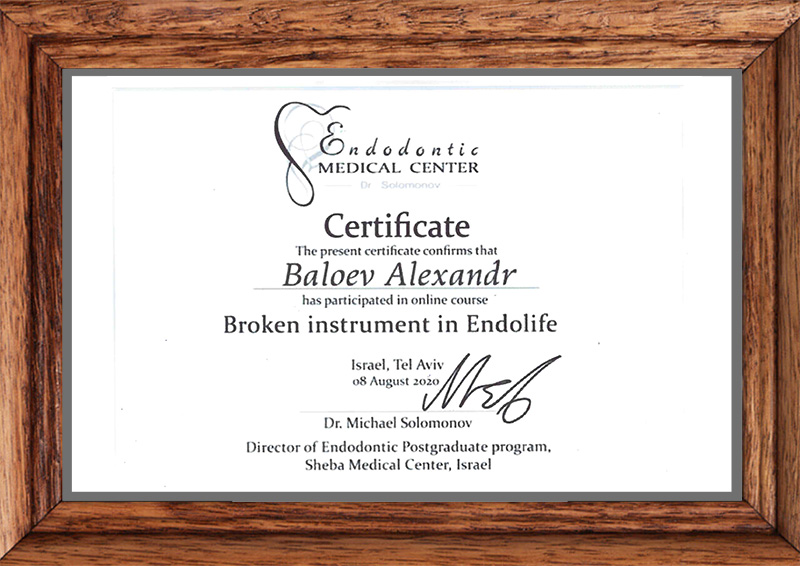 Endodontic
MEDICAL CENTER
Dr Solomonov
Certificate
The present certificate confirms that
Baloev Alexandr
has participated in online course
Broken instrument in Endolife
Israel, Tel Aviv
08 August 2020
Dr. Michael Solomonov
Director of Endodontic Postgraduate program,
Sheba Medical Center, Israel